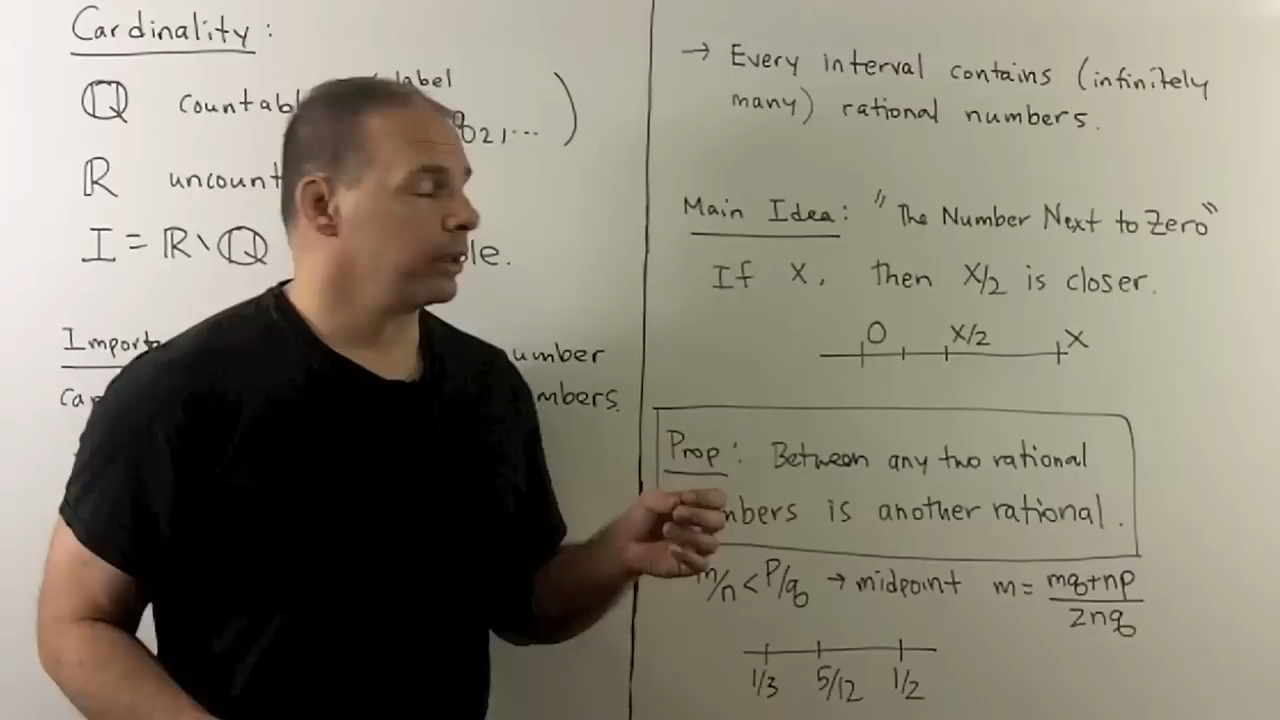 Cardinality:
ℚ countabl (label
q2,... )
ℝ uncount
I = ℝ \ ℚ le.
Importa umber
ca mbers.
→ Every interval contains (infinitely
many) rational numbers.
Main Idea: "The Number Next to Zero"
If x, then x/2 is closer.
0 x/2 x
Prop: Between any two rational
mbers is another rational.
m/n < p/q → midpoint m = mq+np / 2nq
1/3 5/12 1/2